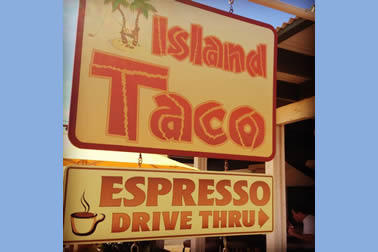 Island
Taco
ESPRESSO
DRIVE THRU